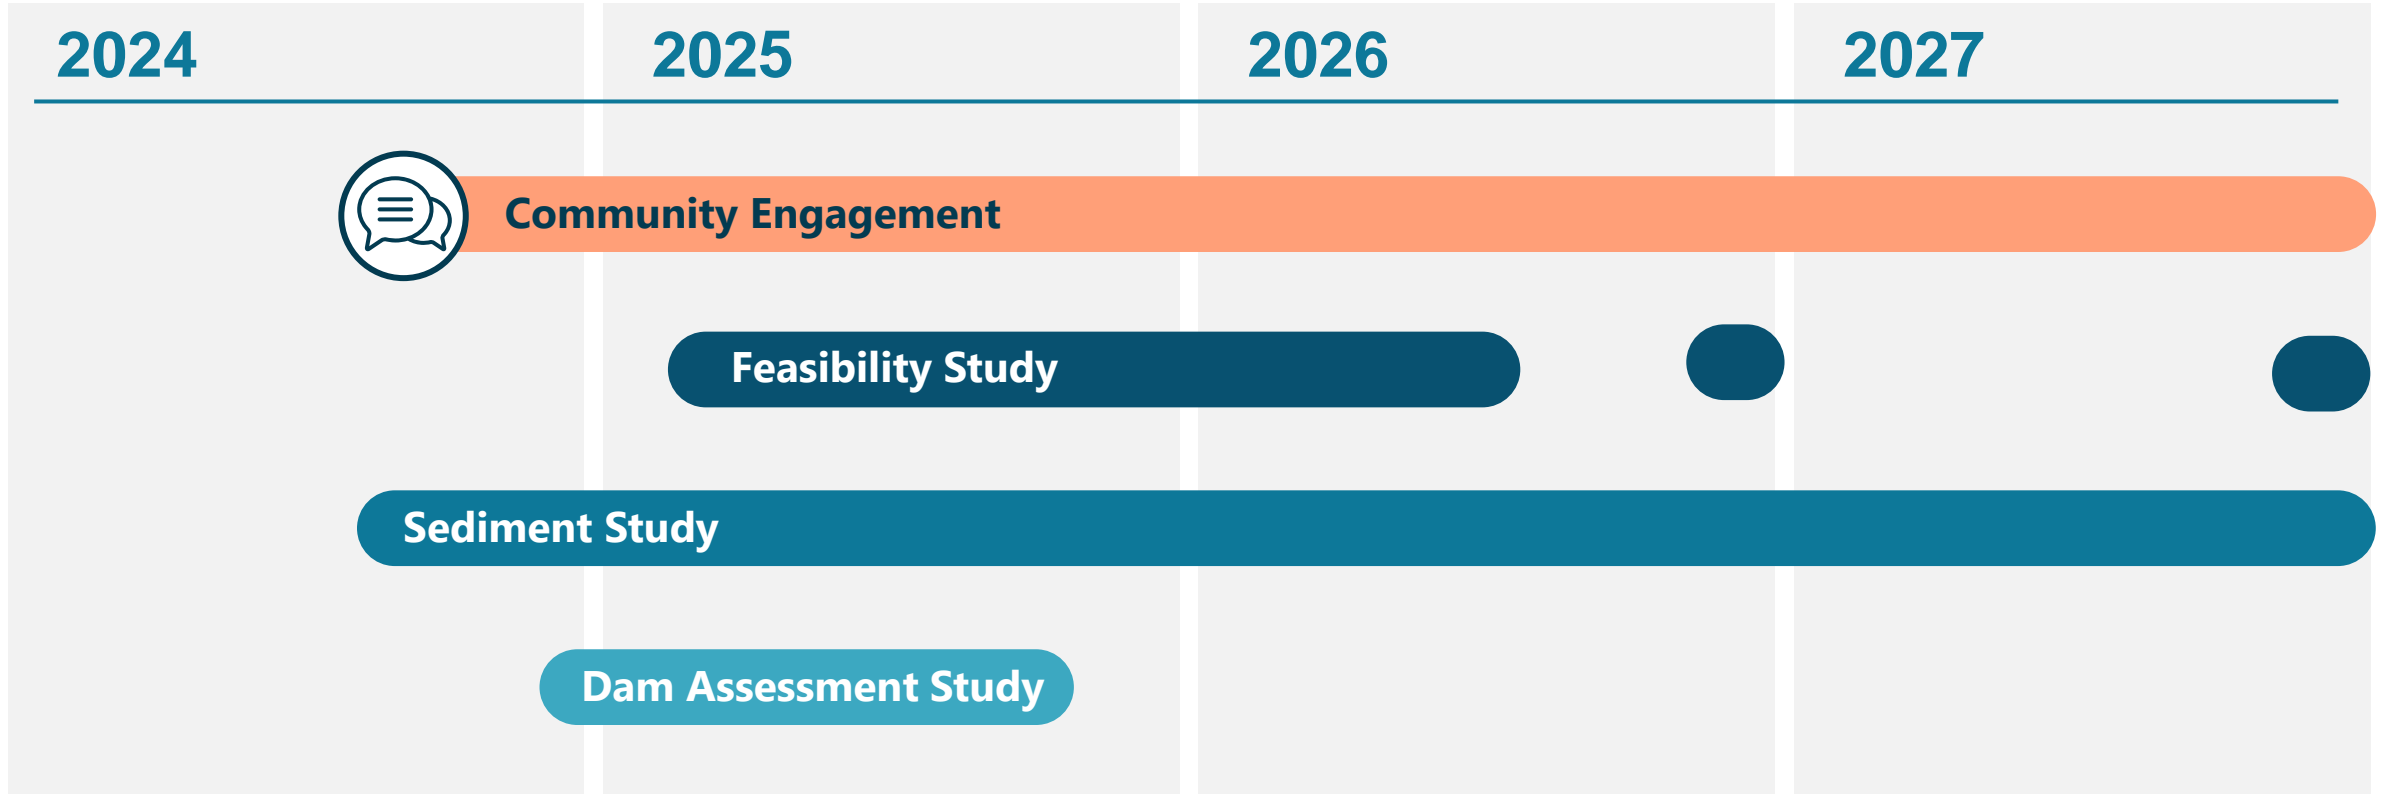 2024
2025
2026
2027
Community Engagement
Feasibility Study
Sediment Study
Dam Assessment Study